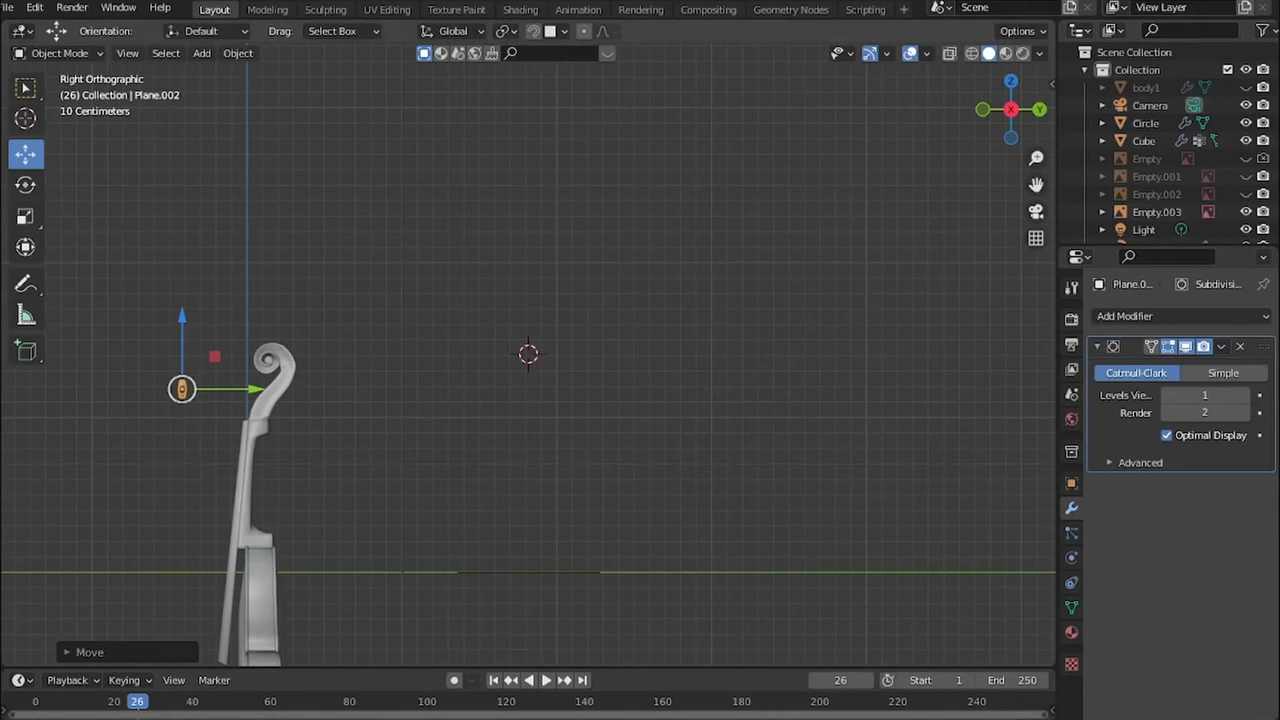 File Edit Render Window Help Layout Modeling Sculpting UV Editing Texture Paint Shading Animation Rendering Compositing Geometry Nodes Scripting Scene View Layer
Orientation: Default Drag: Select Box Global Options
Object Mode View Select Add Object
Right Orthographic
(26) Collection | Plane.002
10 Centimeters
Z
Y
X
Move
Scene Collection
Collection
body1
Camera
Circle
Cube
Empty
Empty.001
Empty.002
Empty.003
Light
Plane.0... Subdivisi...
Add Modifier
Catmull-Clark Simple
Levels Vie... 1
Render 2
Optimal Display
Advanced
Playback Keying View Marker 26 Start 1 End 250
0 20 26 40 60 80 100 120 140 160 180 200 220 240